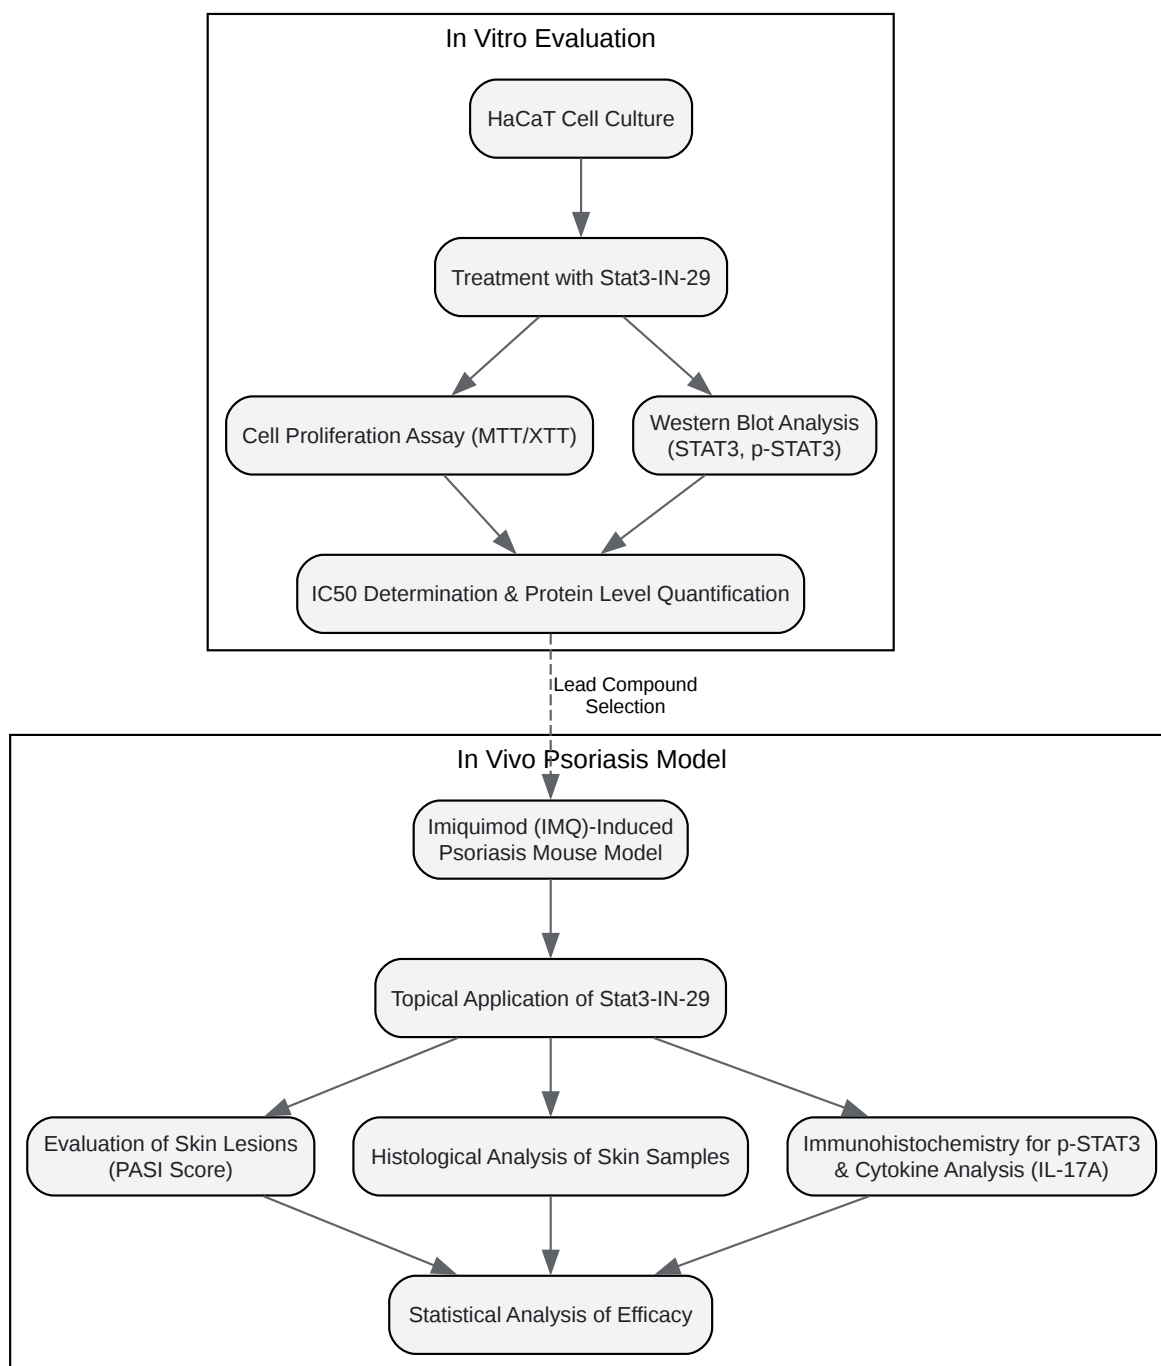 In Vitro Evaluation
HaCaT Cell Culture
Treatment with Stat3-IN-29
Cell Proliferation Assay (MTT/XTT)
Western Blot Analysis
(STAT3, p-STAT3)
IC50 Determination & Protein Level Quantification
Lead Compound
Selection
In Vivo Psoriasis Model
Imiquimod (IMQ)-Induced
Psoriasis Mouse Model
Topical Application of Stat3-IN-29
Evaluation of Skin Lesions
(PASI Score)
Histological Analysis of Skin Samples
Immunohistochemistry for p-STAT3
& Cytokine Analysis (IL-17A)
Statistical Analysis of Efficacy